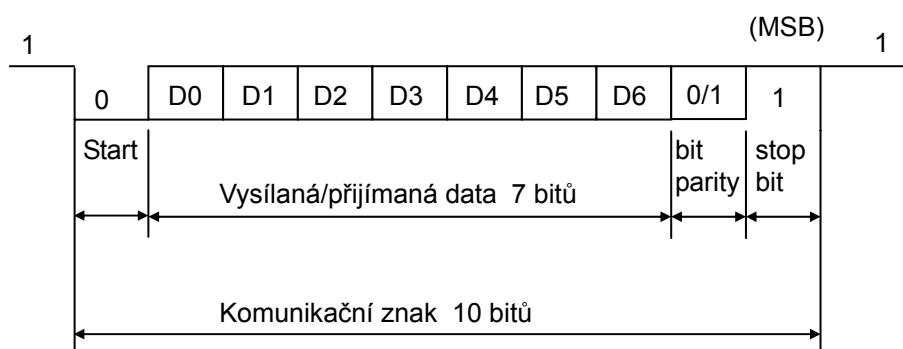 (MSB)
1 1
0 D0 D1 D2 D3 D4 D5 D6 0/1 1
Start bit stop
parity bit
Vysílaná/přijímaná data 7 bitů
Komunikační znak 10 bitů